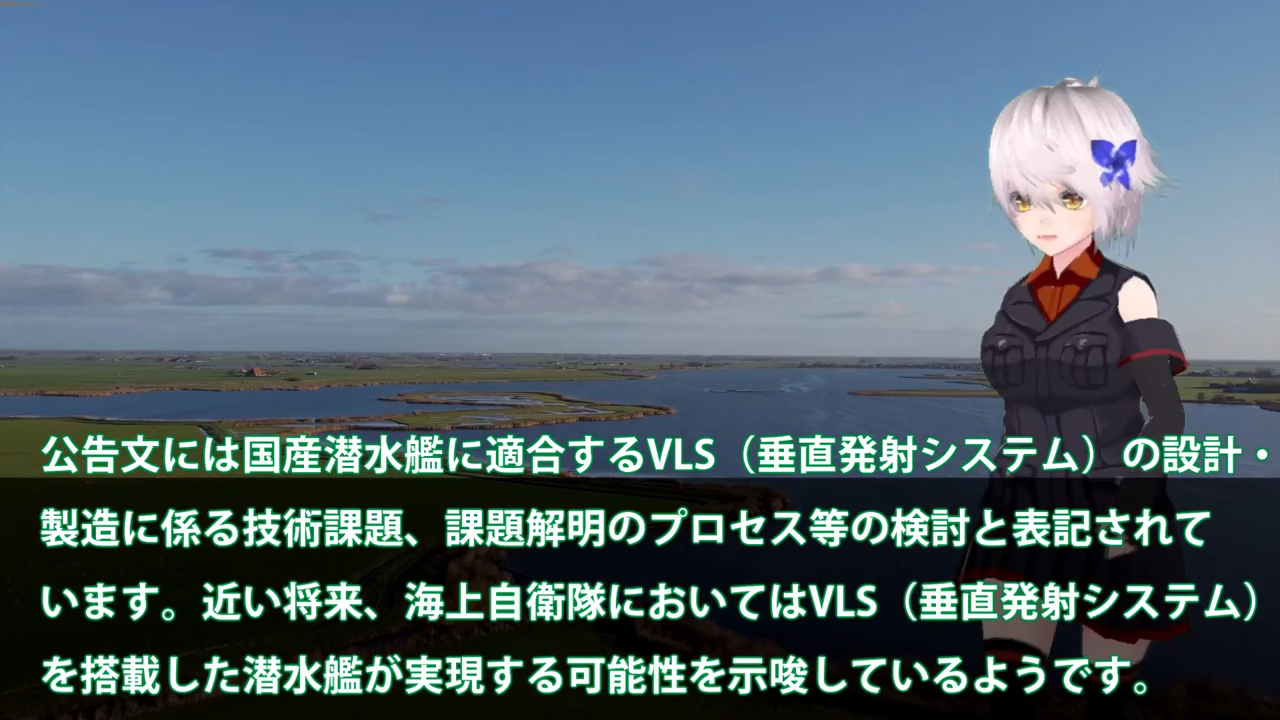 公告文には国産潜水艦に適合するVLS（垂直発射システム）の設計・
製造に係る技術課題、課題解明のプロセス等の検討と表記されて
います。近い将来、海上自衛隊においてはVLS（垂直発射システム）
を搭載した潜水艦が実現する可能性を示唆しているようです。